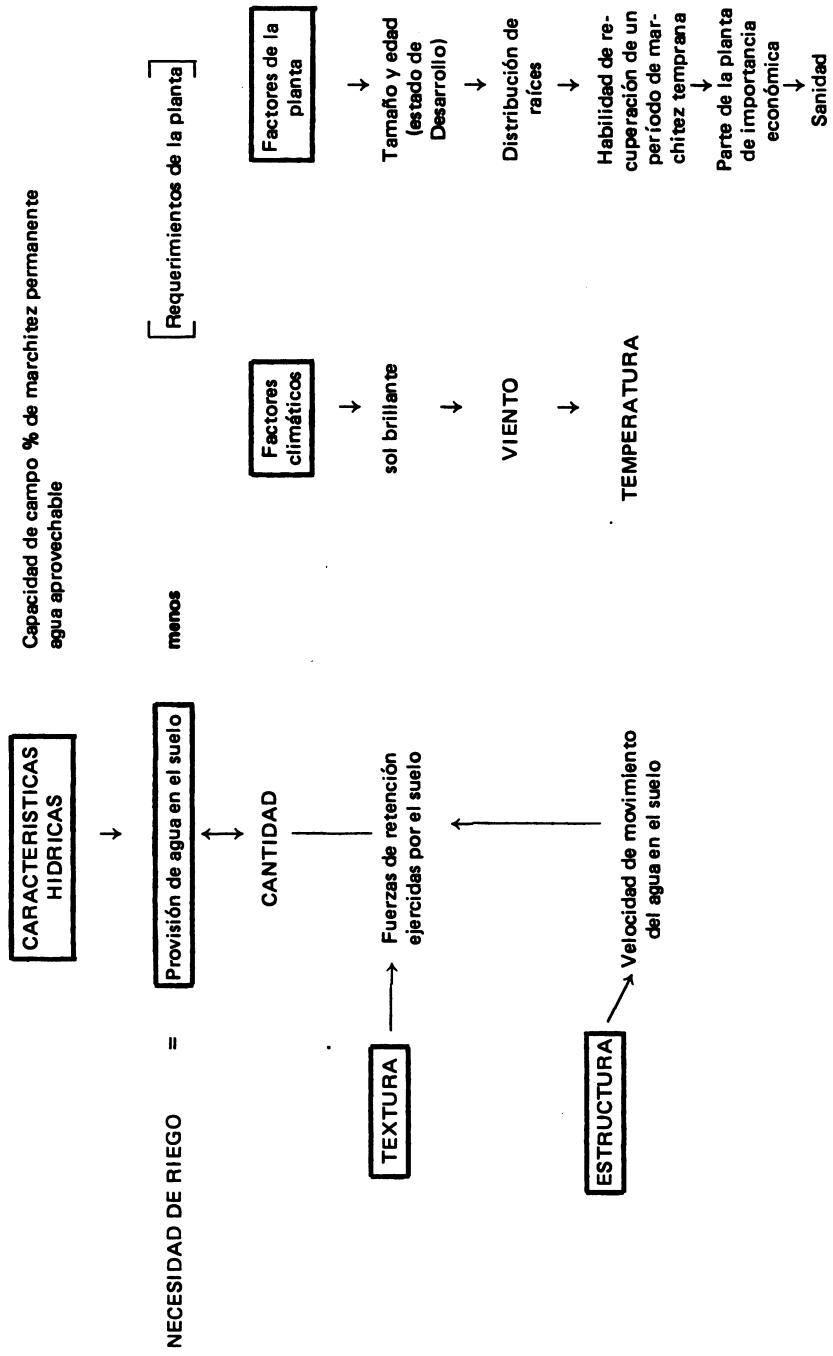 CARACTERISTICAS
HIDRICAS
Capacidad de campo % de marchitez permanente
agua aprovechable
NECESIDAD DE RIEGO = Provisión de agua en el suelo menos [Requerimientos de la planta]
CANTIDAD
TEXTURA
Fuerzas de retención
ejercidas por el suelo
ESTRUCTURA
Velocidad de movimiento
del agua en el suelo
Factores
climáticos
sol brillante
VIENTO
TEMPERATURA
Factores de la
planta
Tamaño y edad
(estado de
Desarrollo)
Distribución de
raíces
Habilidad de re-
cuperación de un
período de mar-
chitez temprana
Parte de la planta
de importancia
económica
Sanidad